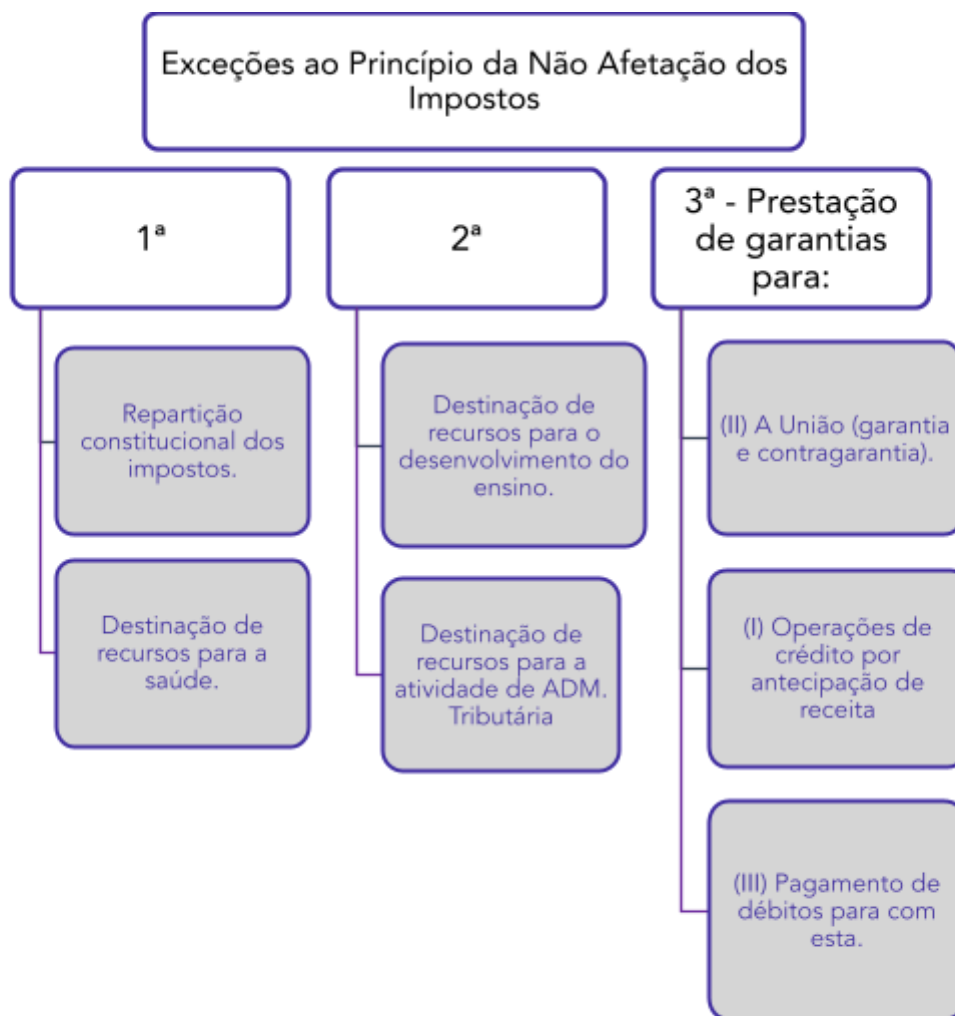 Exceções ao Princípio da Não Afetação dos
Impostos
1ª
Repartição
constitucional dos
impostos.
Destinação de
recursos para a
saúde.
2ª
Destinação de
recursos para o
desenvolvimento do
ensino.
Destinação de
recursos para a
atividade de ADM.
Tributária
3ª - Prestação
de garantias
para:
(II) A União (garantia
e contragarantia).
(I) Operações de
crédito por
antecipação de
receita
(III) Pagamento de
débitos para com
esta.